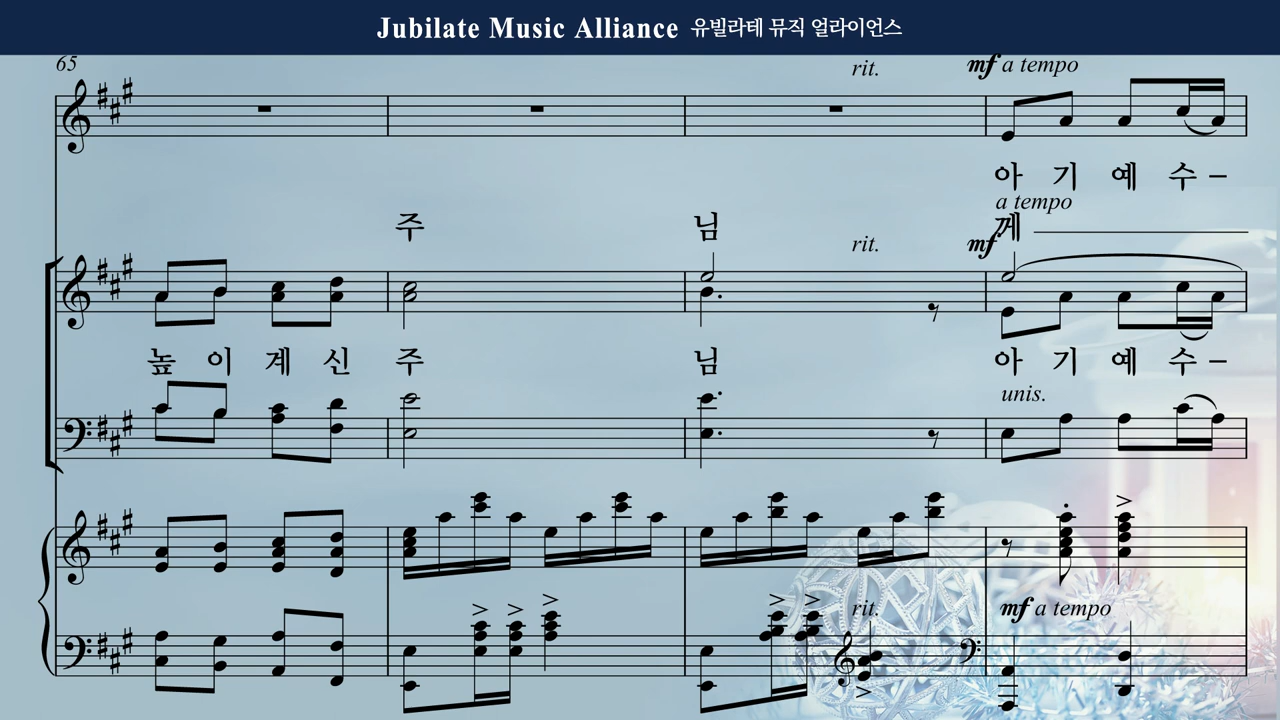 Jubilate Music Alliance 유빌라테 뮤직 얼라이언스
65
rit.
mf a tempo
아 기 예 수 –
a tempo
주 님 께
rit.
mf
높 이 계 신 주 님 아 기 예 수 –
unis.
rit.
mf a tempo